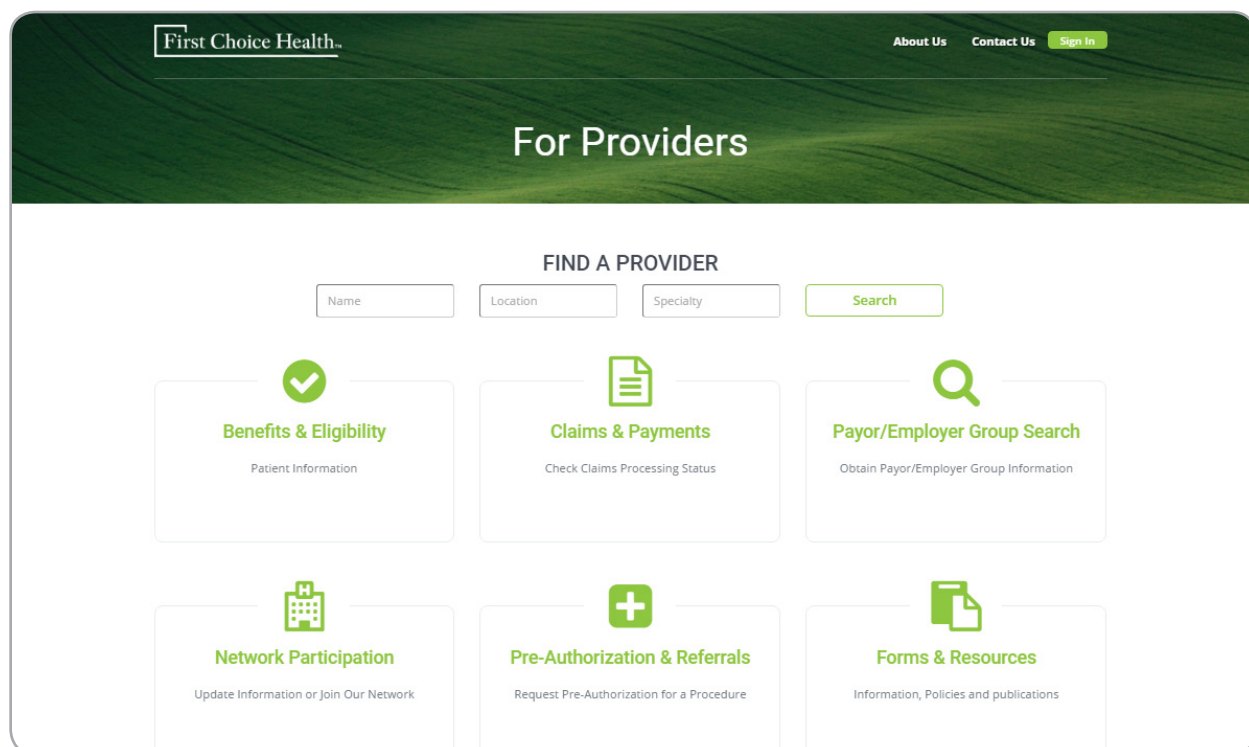 First Choice Health™
About Us Contact Us Sign In
For Providers
FIND A PROVIDER
Name Location Specialty Search
Benefits & Eligibility Claims & Payments Payor/Employer Group Search
Patient Information Check Claims Processing Status Obtain Payor/Employer Group Information
H
Network Participation Pre-Authorization & Referrals Forms & Resources
Update Information or Join Our Network Request Pre-Authorization for a Procedure Information, Policies and publications